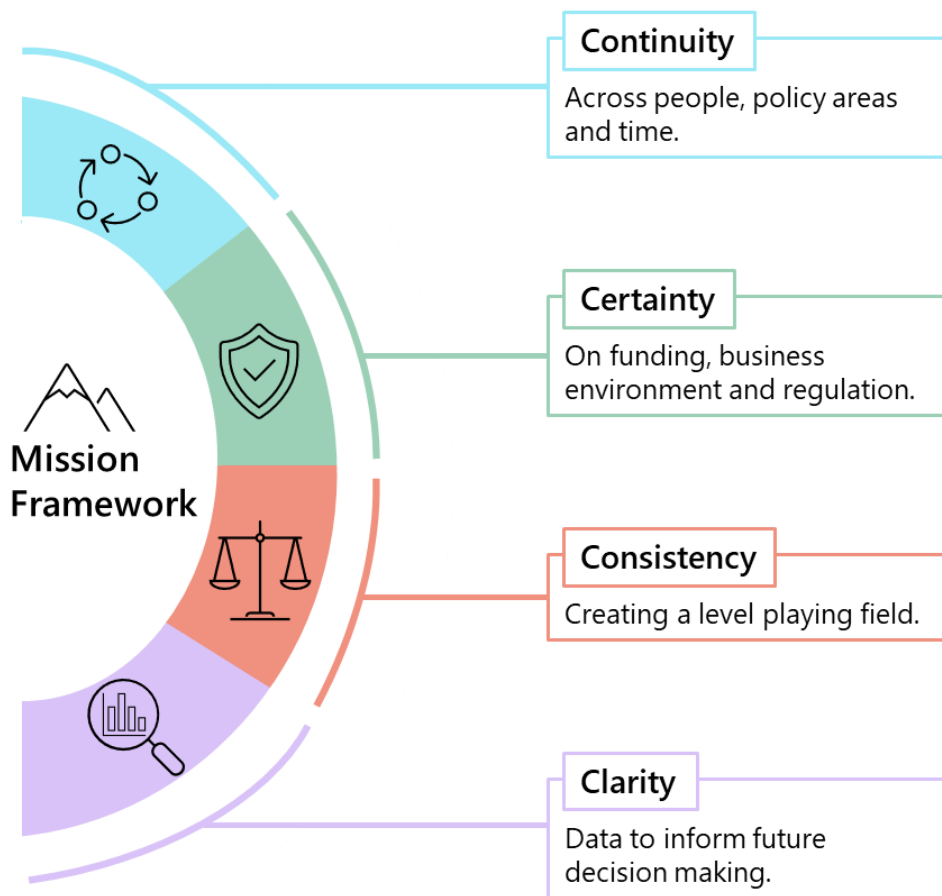 Continuity
Across people, policy areas
and time.
Certainty
On funding, business
environment and regulation.
Mission
Framework
Consistency
Creating a level playing field.
Clarity
Data to inform future
decision making.